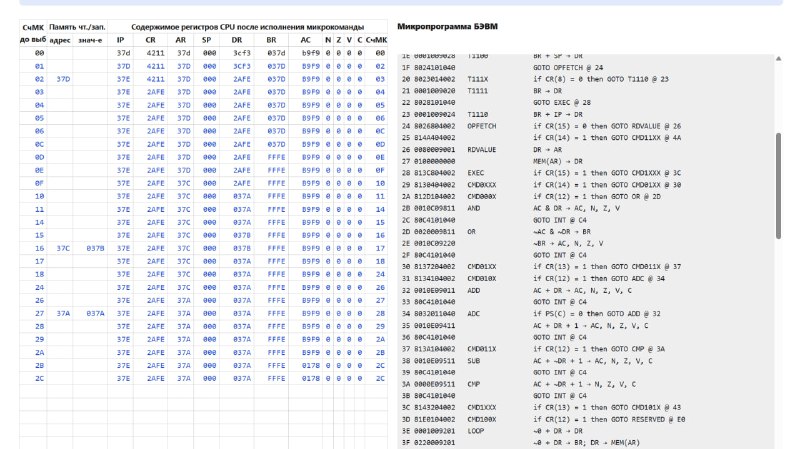 СчМК Память чт./зап. Содержимое регистров CPU после исполнения микрокоманды
до выб адрес знач-е IP CR AR SP DR BR AC N Z V C СчМК
00 37d 4211 37d 000 3cf3 037d b9f9 0 0 0 0
01 37D 4211 37D 000 3CF3 037D B9F9 0 0 0 0 02
02 37D 37E 4211 37D 000 2AFE 037D B9F9 0 0 0 0 03
03 37E 2AFE 37D 000 2AFE 037D B9F9 0 0 0 0 04
04 37E 2AFE 37D 000 2AFE 037D B9F9 0 0 0 0 05
05 37E 2AFE 37D 000 2AFE 037D B9F9 0 0 0 0 06
06 37E 2AFE 37D 000 2AFE 037D B9F9 0 0 0 0 0C
0C 37E 2AFE 37D 000 2AFE 037D B9F9 0 0 0 0 0D
0D 37E 2AFE 37D 000 2AFE FFFE B9F9 0 0 0 0 0E
0E 37E 2AFE 37D 000 2AFE FFFE B9F9 0 0 0 0 0F
0F 37E 2AFE 37C 000 2AFE FFFE B9F9 0 0 0 0 10
10 37E 2AFE 37C 000 037A FFFE B9F9 0 0 0 0 11
11 37E 2AFE 37C 000 037A FFFE B9F9 0 0 0 0 14
14 37E 2AFE 37C 000 037A FFFE B9F9 0 0 0 0 15
15 37E 2AFE 37C 000 037B FFFE B9F9 0 0 0 0 16
16 37C 037B 37E 2AFE 37C 000 037B FFFE B9F9 0 0 0 0 17
17 37E 2AFE 37C 000 037A FFFE B9F9 0 0 0 0 18
18 37E 2AFE 37C 000 037A FFFE B9F9 0 0 0 0 24
24 37E 2AFE 37C 000 037A FFFE B9F9 0 0 0 0 26
26 37E 2AFE 37A 000 037A FFFE B9F9 0 0 0 0 27
27 37A 037A 37E 2AFE 37A 000 037A FFFE B9F9 0 0 0 0 28
28 37E 2AFE 37A 000 037A FFFE B9F9 0 0 0 0 29
29 37E 2AFE 37A 000 037A FFFE B9F9 0 0 0 0 2A
2A 37E 2AFE 37A 000 037A FFFE B9F9 0 0 0 0 2B
2B 37E 2AFE 37A 000 037A FFFE 0178 0 0 0 0 2C
2C 37E 2AFE 37A 000 037A FFFE 0178 0 0 0 0 2C
Микропрограмма БЭВМ
1E 0001009028 T1100 BR + SP → DR
1F 8024101040 GOTO OPFETCH @ 24
20 8023014002 T111X if CR(8) = 0 then GOTO T1110 @ 23
21 0001009020 T1111 BR → DR
22 8028101040 GOTO EXEC @ 28
23 0001009024 T1110 BR + IP → DR
24 8026804002 OPFETCH if CR(15) = 0 then GOTO RDVALUE @ 26
25 814A404002 if CR(14) = 1 then GOTO CMD11XX @ 4A
26 0080009001 RDVALUE DR → AR
27 0100000000 MEM(AR) → DR
28 813C804002 EXEC if CR(15) = 1 then GOTO CMD1XXX @ 3C
29 8130404002 CMD0XXX if CR(14) = 1 then GOTO CMD01XX @ 30
2A 812D104002 CMD000X if CR(12) = 1 then GOTO OR @ 2D
2B 0010C09811 AND AC & DR → AC, N, Z, V
2C 80C4101040 GOTO INT @ C4
2D 0020009B11 OR ~AC & ~DR → BR
2E 0010C09220 ~BR → AC, N, Z, V
2F 80C4101040 GOTO INT @ C4
30 8137204002 CMD01XX if CR(13) = 1 then GOTO CMD011X @ 37
31 8134104002 CMD010X if CR(12) = 1 then GOTO ADC @ 34
32 0010E09011 ADD AC + DR → AC, N, Z, V, C
33 80C4101040 GOTO INT @ C4
34 8032011040 ADC if PS(C) = 0 then GOTO ADD @ 32
35 0010E09411 AC + DR + 1 → AC, N, Z, V, C
36 80C4101040 GOTO INT @ C4
37 813A104002 CMD011X if CR(12) = 1 then GOTO CMP @ 3A
38 0010E09511 SUB AC + ~DR + 1 → AC, N, Z, V, C
39 80C4101040 GOTO INT @ C4
3A 0000E09511 CMP AC + ~DR + 1 → N, Z, V, C
3B 80C4101040 GOTO INT @ C4
3C 8143204002 CMD1XXX if CR(13) = 1 then GOTO CMD101X @ 43
3D 81E0104002 CMD100X if CR(12) = 1 then GOTO RESERVED @ E0
3E 0001009201 LOOP ~0 + DR → DR
3F 0220009201 ~0 + DR → BR; DR → MEM(AR)